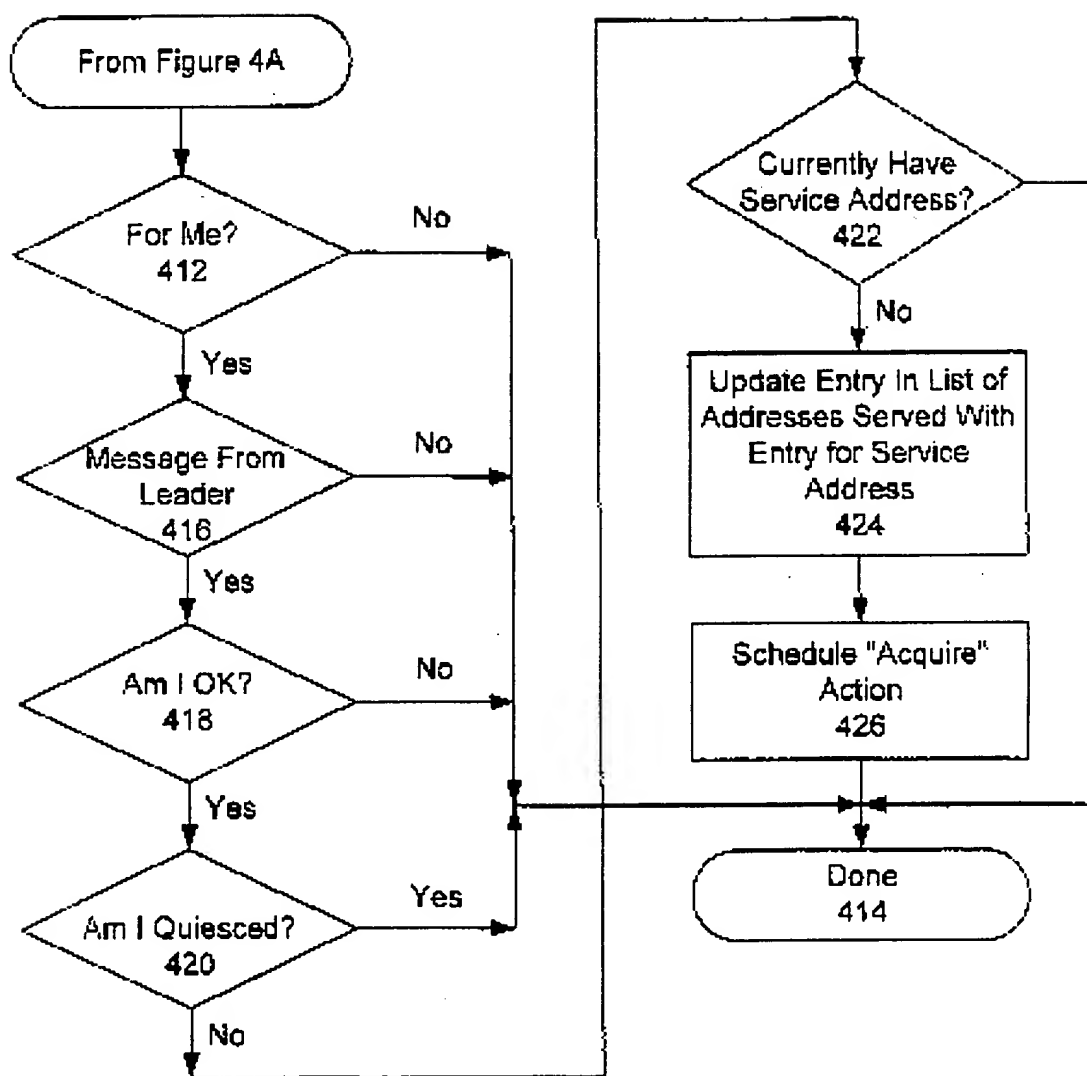 From Figure 4A
For Me?
412
No
Yes
Message From
Leader
416
No
Yes
Am I OK?
418
No
Yes
Am I Quiesced?
420
Yes
No
Currently Have
Service Address?
422
No
Update Entry In List of
Addresses Served With
Entry for Service
Address
424
Schedule "Acquire"
Action
426
Done
414